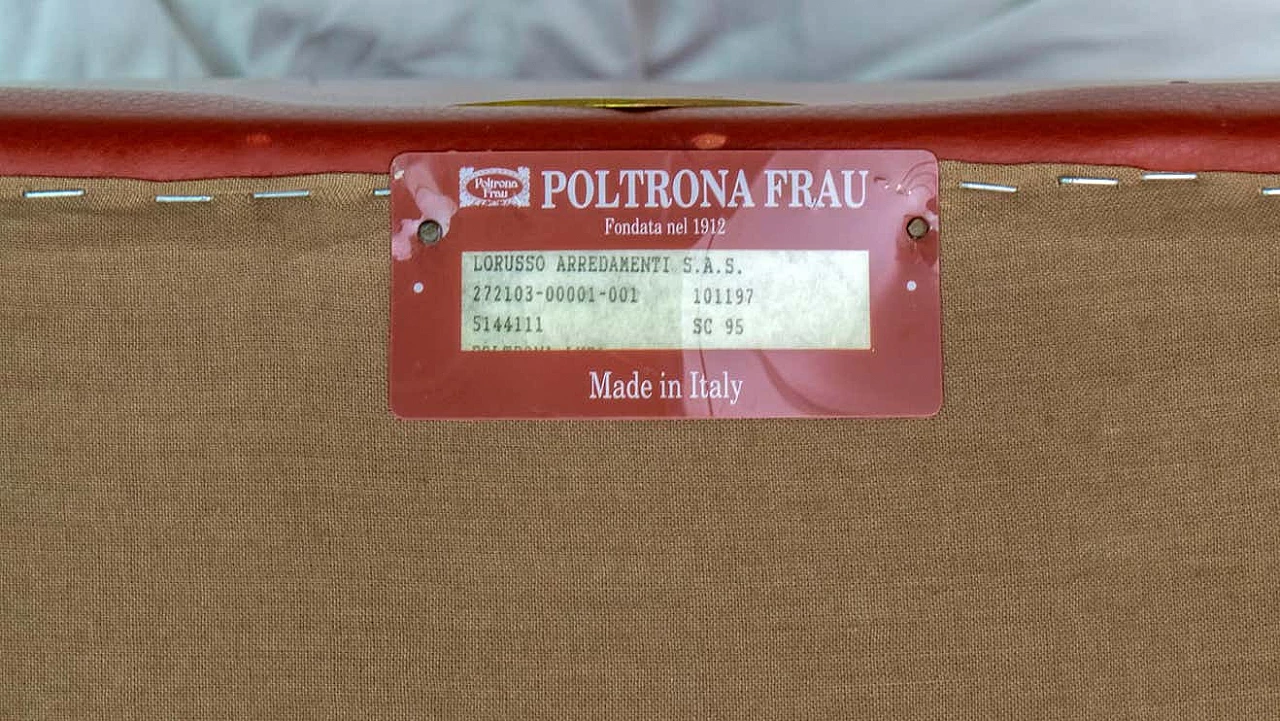 Poltrona
Frau
POLTRONA FRAU
Fondata nel 1912
LORUSSO ARREDAMENTI S.A.S.
272103-00001-001 101197
5144111 SC 95
POLTRONA
Made in Italy